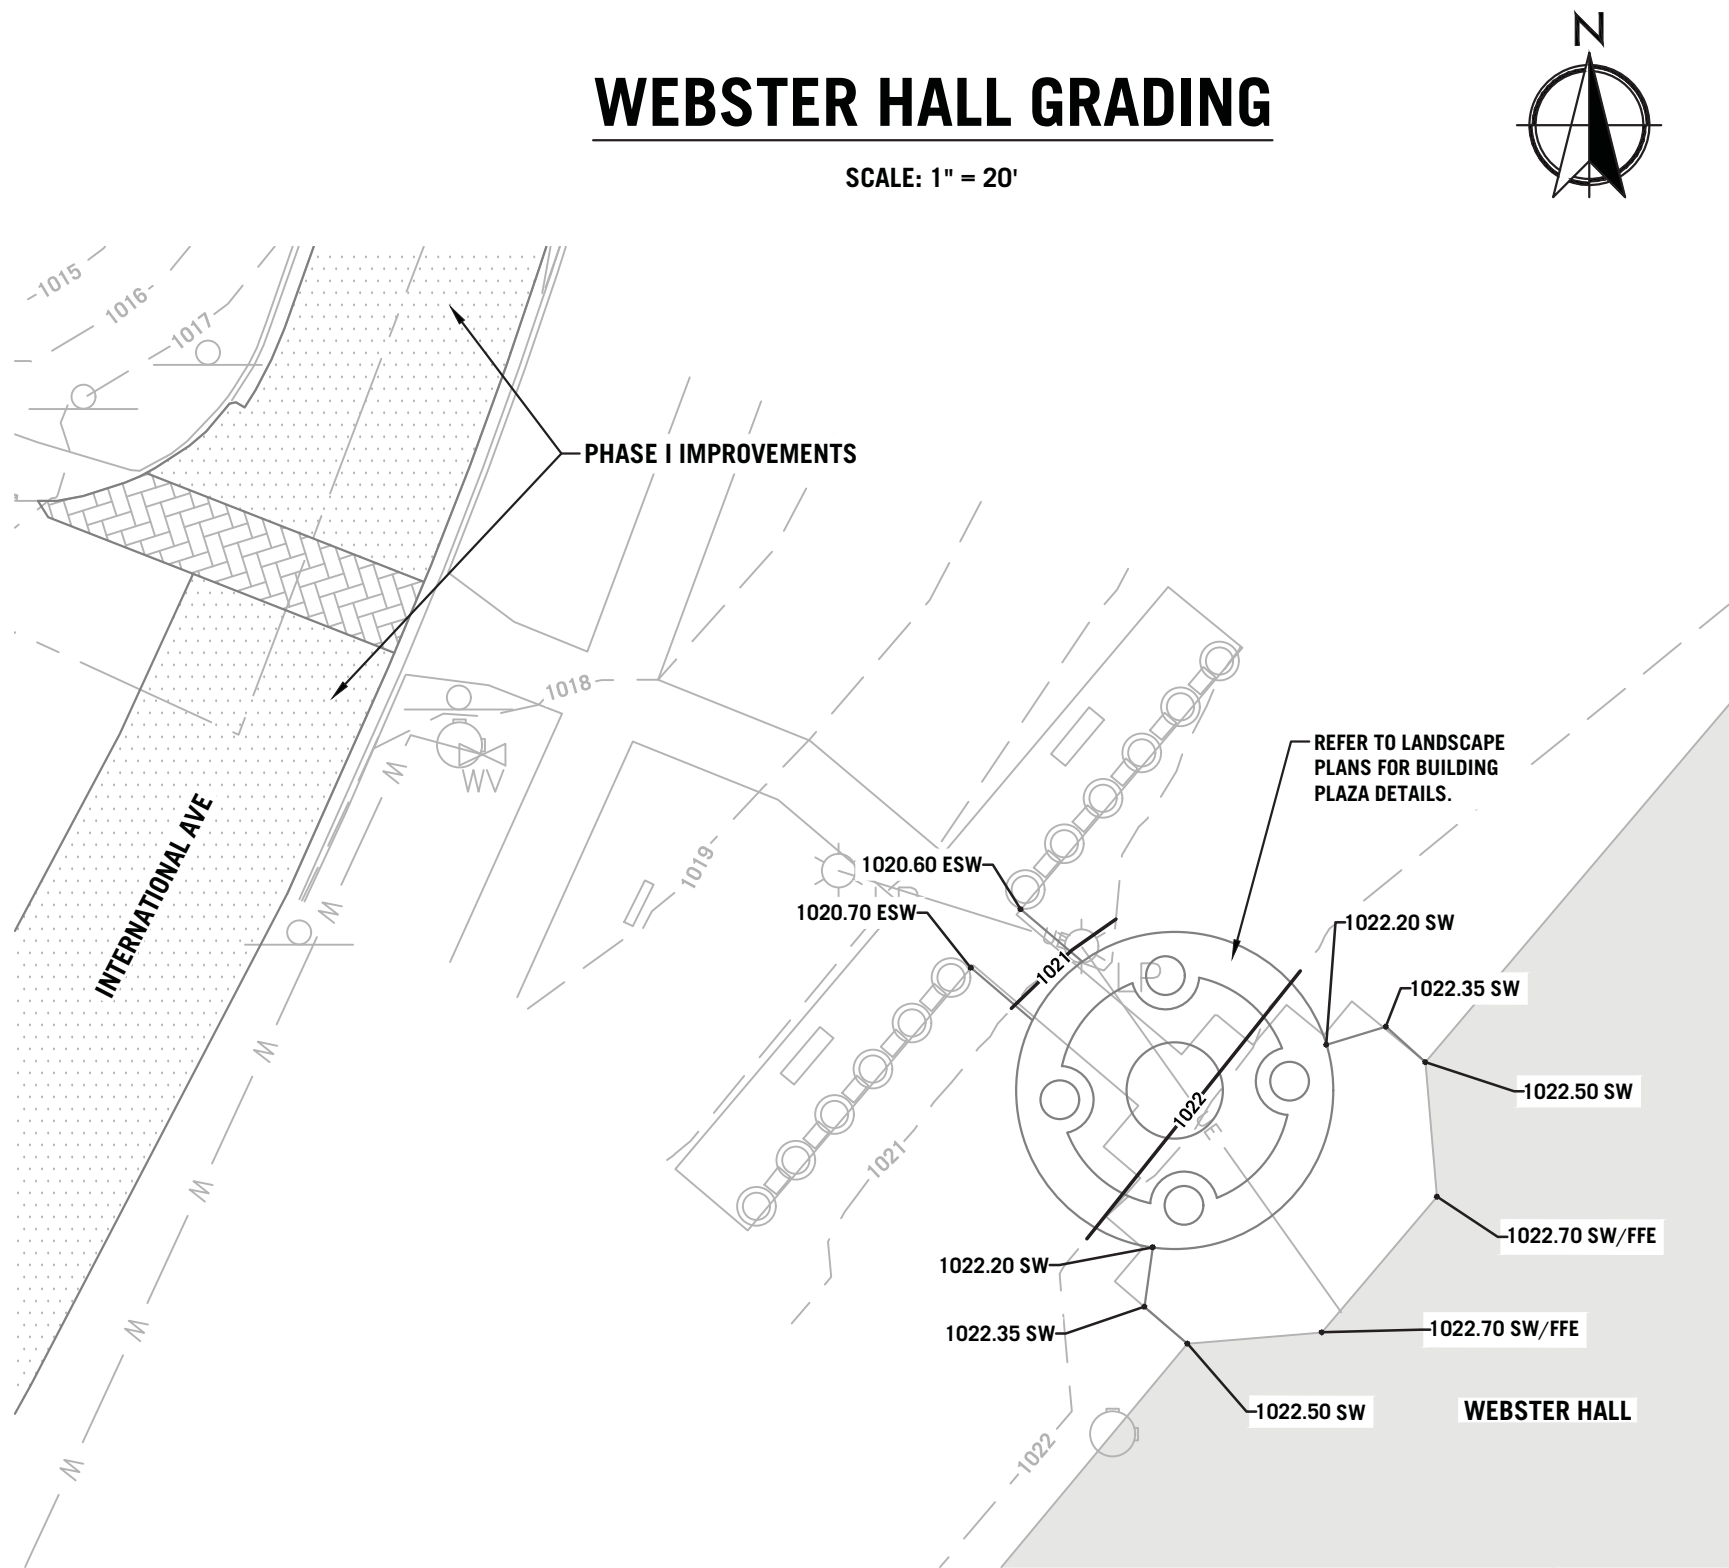 N
WEBSTER HALL GRADING
SCALE: 1" = 20'
1015
1016
1017
PHASE I IMPROVEMENTS
1018
WV
W
INTERNATIONAL AVE
1019
REFER TO LANDSCAPE
PLANS FOR BUILDING
PLAZA DETAILS.
1020.60 ESW
1020.70 ESW
W
1021
LP
1022.20 SW
1022.35 SW
W
1022.50 SW
1022
UE
1021
W
1022.70 SW/FFE
1022.20 SW
W
1022.35 SW
1022.70 SW/FFE
1022.50 SW
WEBSTER HALL
1022
W